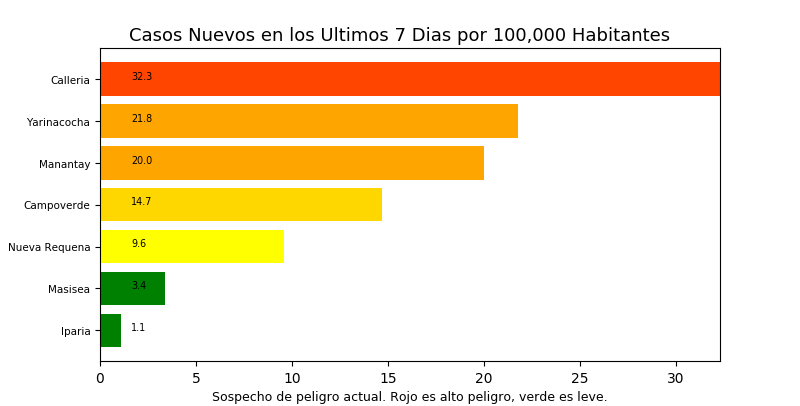 Casos Nuevos en los Ultimos 7 Dias por 100,000 Habitantes
Calleria 32.3
Yarinacocha 21.8
Manantay 20.0
Campoverde 14.7
Nueva Requena 9.6
Masisea 3.4
Iparia 1.1
0 5 10 15 20 25 30
Sospecho de peligro actual. Rojo es alto peligro, verde es leve.